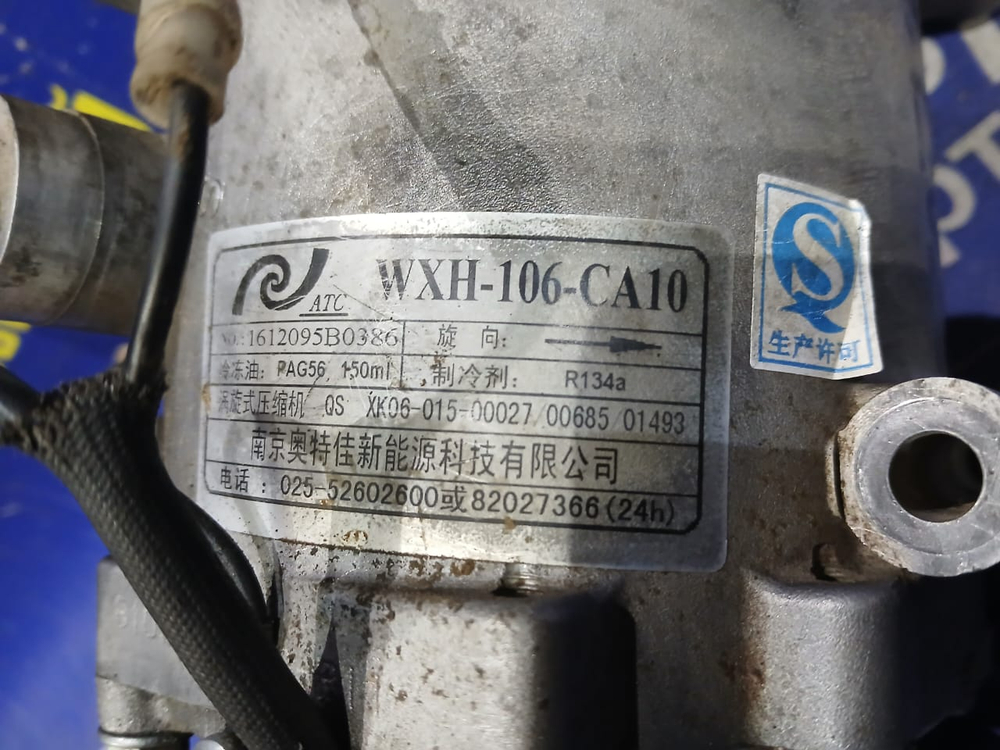 ATC WXH-106-CA10
No.:1612095B0386 旋 向:
冷冻油: PAG56, 150ml 制冷剂: R134a
涡旋式压缩机 QS XK06-015-00027 00685 01493
南京奥特佳新能源科技有限公司
电话: 025-52602600或82027366(24h)
QS
生产许可